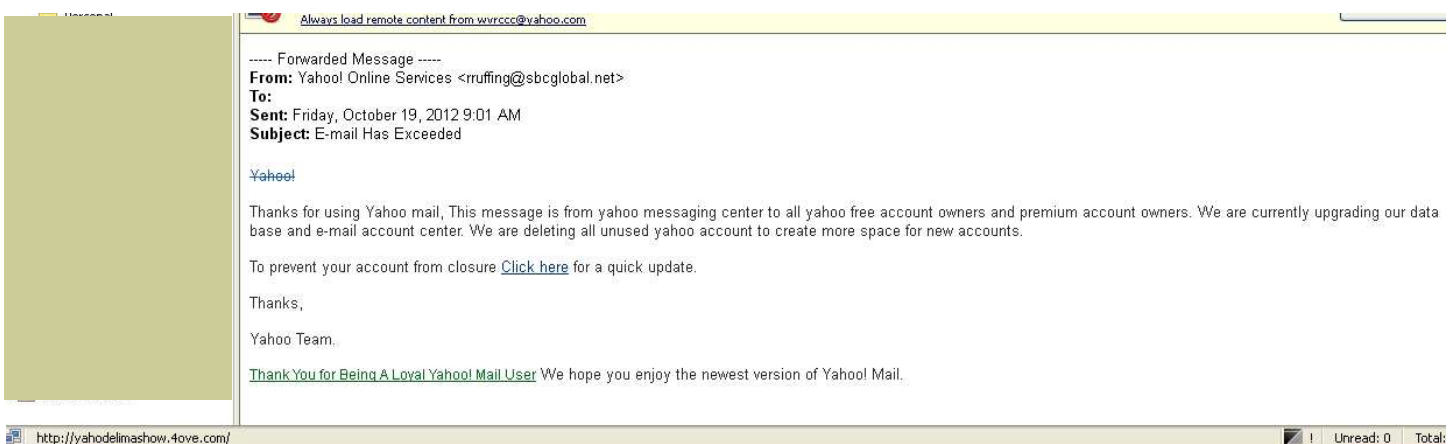 Always load remote content from wvrccc@yahoo.com
----- Forwarded Message -----
From: Yahoo! Online Services <rruffing@sbcglobal.net>
To:
Sent: Friday, October 19, 2012 9:01 AM
Subject: E-mail Has Exceeded
Yahoo!
Thanks for using Yahoo mail, This message is from yahoo messaging center to all yahoo free account owners and premium account owners. We are currently upgrading our data
base and e-mail account center. We are deleting all unused yahoo account to create more space for new accounts.
To prevent your account from closure Click here for a quick update.
Thanks,
Yahoo Team.
Thank You for Being A Loyal Yahoo! Mail User We hope you enjoy the newest version of Yahoo! Mail.
http://yahodelimashow.4ove.com/ ! Unread: 0 Total: